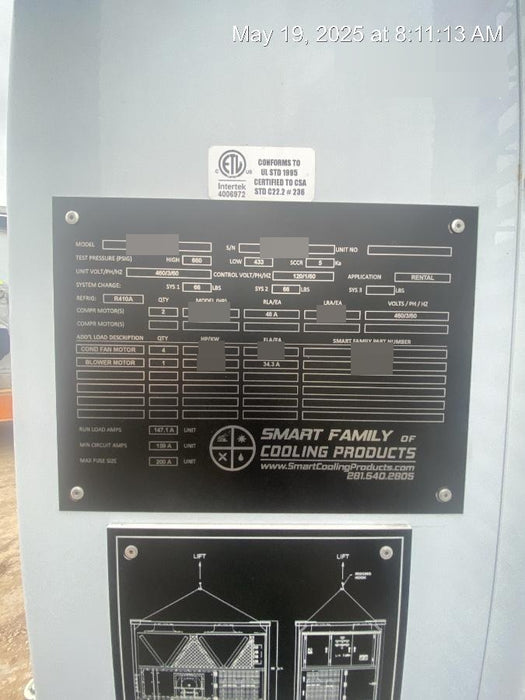 May 19, 2025 at 8:11:13 AM
ETL
C US
Intertek
4006972
CONFORMS TO
UL STD 1995
CERTIFIED TO CSA
STD C22.2 # 236
MODEL S/N UNIT NO
TEST PRESSURE (PSIG) HIGH 650 LOW 433 SCCR 5 Ka
UNIT VOLT/PH/HZ 460/3/60 CONTROL VOLT/PH/HZ 120/1/60 APPLICATION RENTAL
SYSTEM CHARGE: SYS 1 66 LBS SYS 2 66 LBS SYS 3 LBS
REFRIG: R410A QTY RLA/EA LRA/EA VOLTS / PH / HZ
COMPR MOTOR(S) 2 48 A 460/3/60
COMPR MOTOR(S)
ADD'L LOAD DESCRIPTION QTY HP/KW FLA/EA SMART FAMILY PART NUMBER
COND FAN MOTOR 4
BLOWER MOTOR 1 34.3 A
RUN LOAD AMPS 147.1 A UNIT
MIN CIRCUIT AMPS 159 A UNIT
MAX FUSE SIZE 200 A UNIT
SMART FAMILY OF
COOLING PRODUCTS
www.SmartCoolingProducts.com
281.540.2805
LIFT LIFT